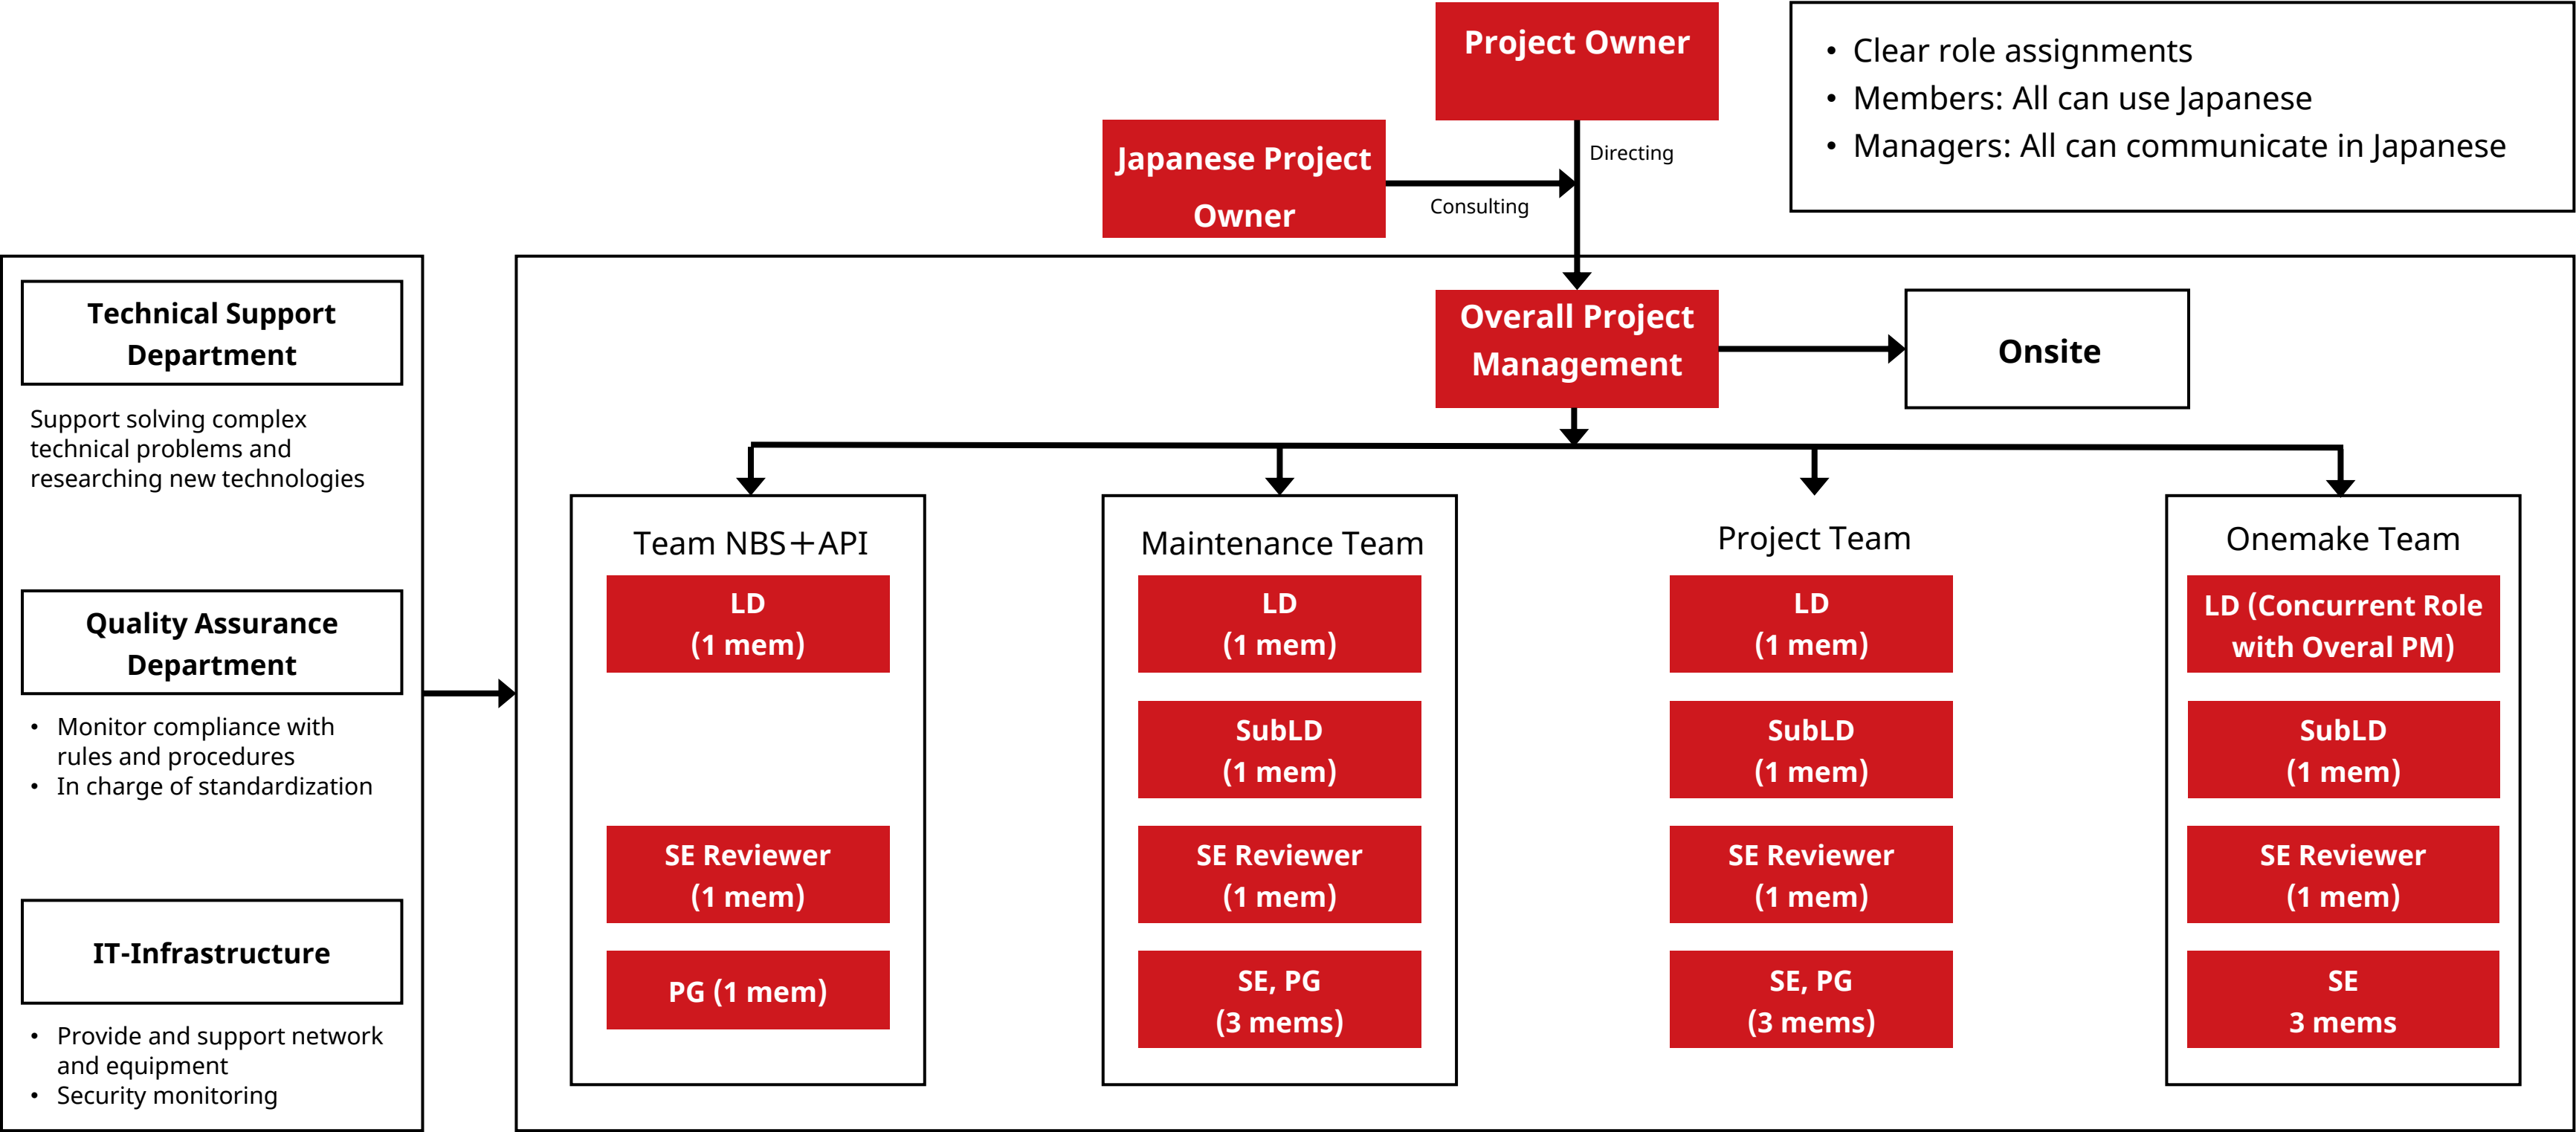 Project Owner
Japanese Project
Owner
Directing
Consulting
• Clear role assignments
• Members: All can use Japanese
• Managers: All can communicate in Japanese
Technical Support
Department
Support solving complex
technical problems and
researching new technologies
Quality Assurance
Department
• Monitor compliance with
rules and procedures
• In charge of standardization
IT-Infrastructure
• Provide and support network
and equipment
• Security monitoring
Overall Project
Management
Onsite
Team NBS＋API
LD
(1 mem)
SE Reviewer
(1 mem)
PG (1 mem)
Maintenance Team
LD
(1 mem)
SubLD
(1 mem)
SE Reviewer
(1 mem)
SE, PG
(3 mems)
Project Team
LD
(1 mem)
SubLD
(1 mem)
SE Reviewer
(1 mem)
SE, PG
(3 mems)
Onemake Team
LD (Concurrent Role
with Overal PM)
SubLD
(1 mem)
SE Reviewer
(1 mem)
SE
3 mems